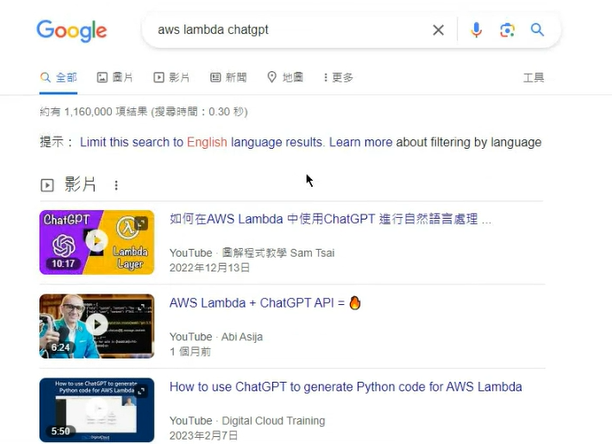 Google
aws lambda chatgpt
全部 圖片 影片 新聞 地圖 更多 工具
約有 1,160,000 項結果 (搜尋時間：0.30 秒)
提示： Limit this search to English language results. Learn more about filtering by language
影片
ChatGPT
Lambda
Layer
10:17
如何在AWS Lambda 中使用ChatGPT 進行自然語言處理 ...
YouTube · 圖解程式教學 Sam Tsai
2022年12月13日
6:24
AWS Lambda + ChatGPT API = 🔥
YouTube · Abi Asija
1 個月前
How to use ChatGPT to generate
Python code for AWS Lambda
5:50
How to use ChatGPT to generate Python code for AWS Lambda
YouTube · Digital Cloud Training
2023年2月7日